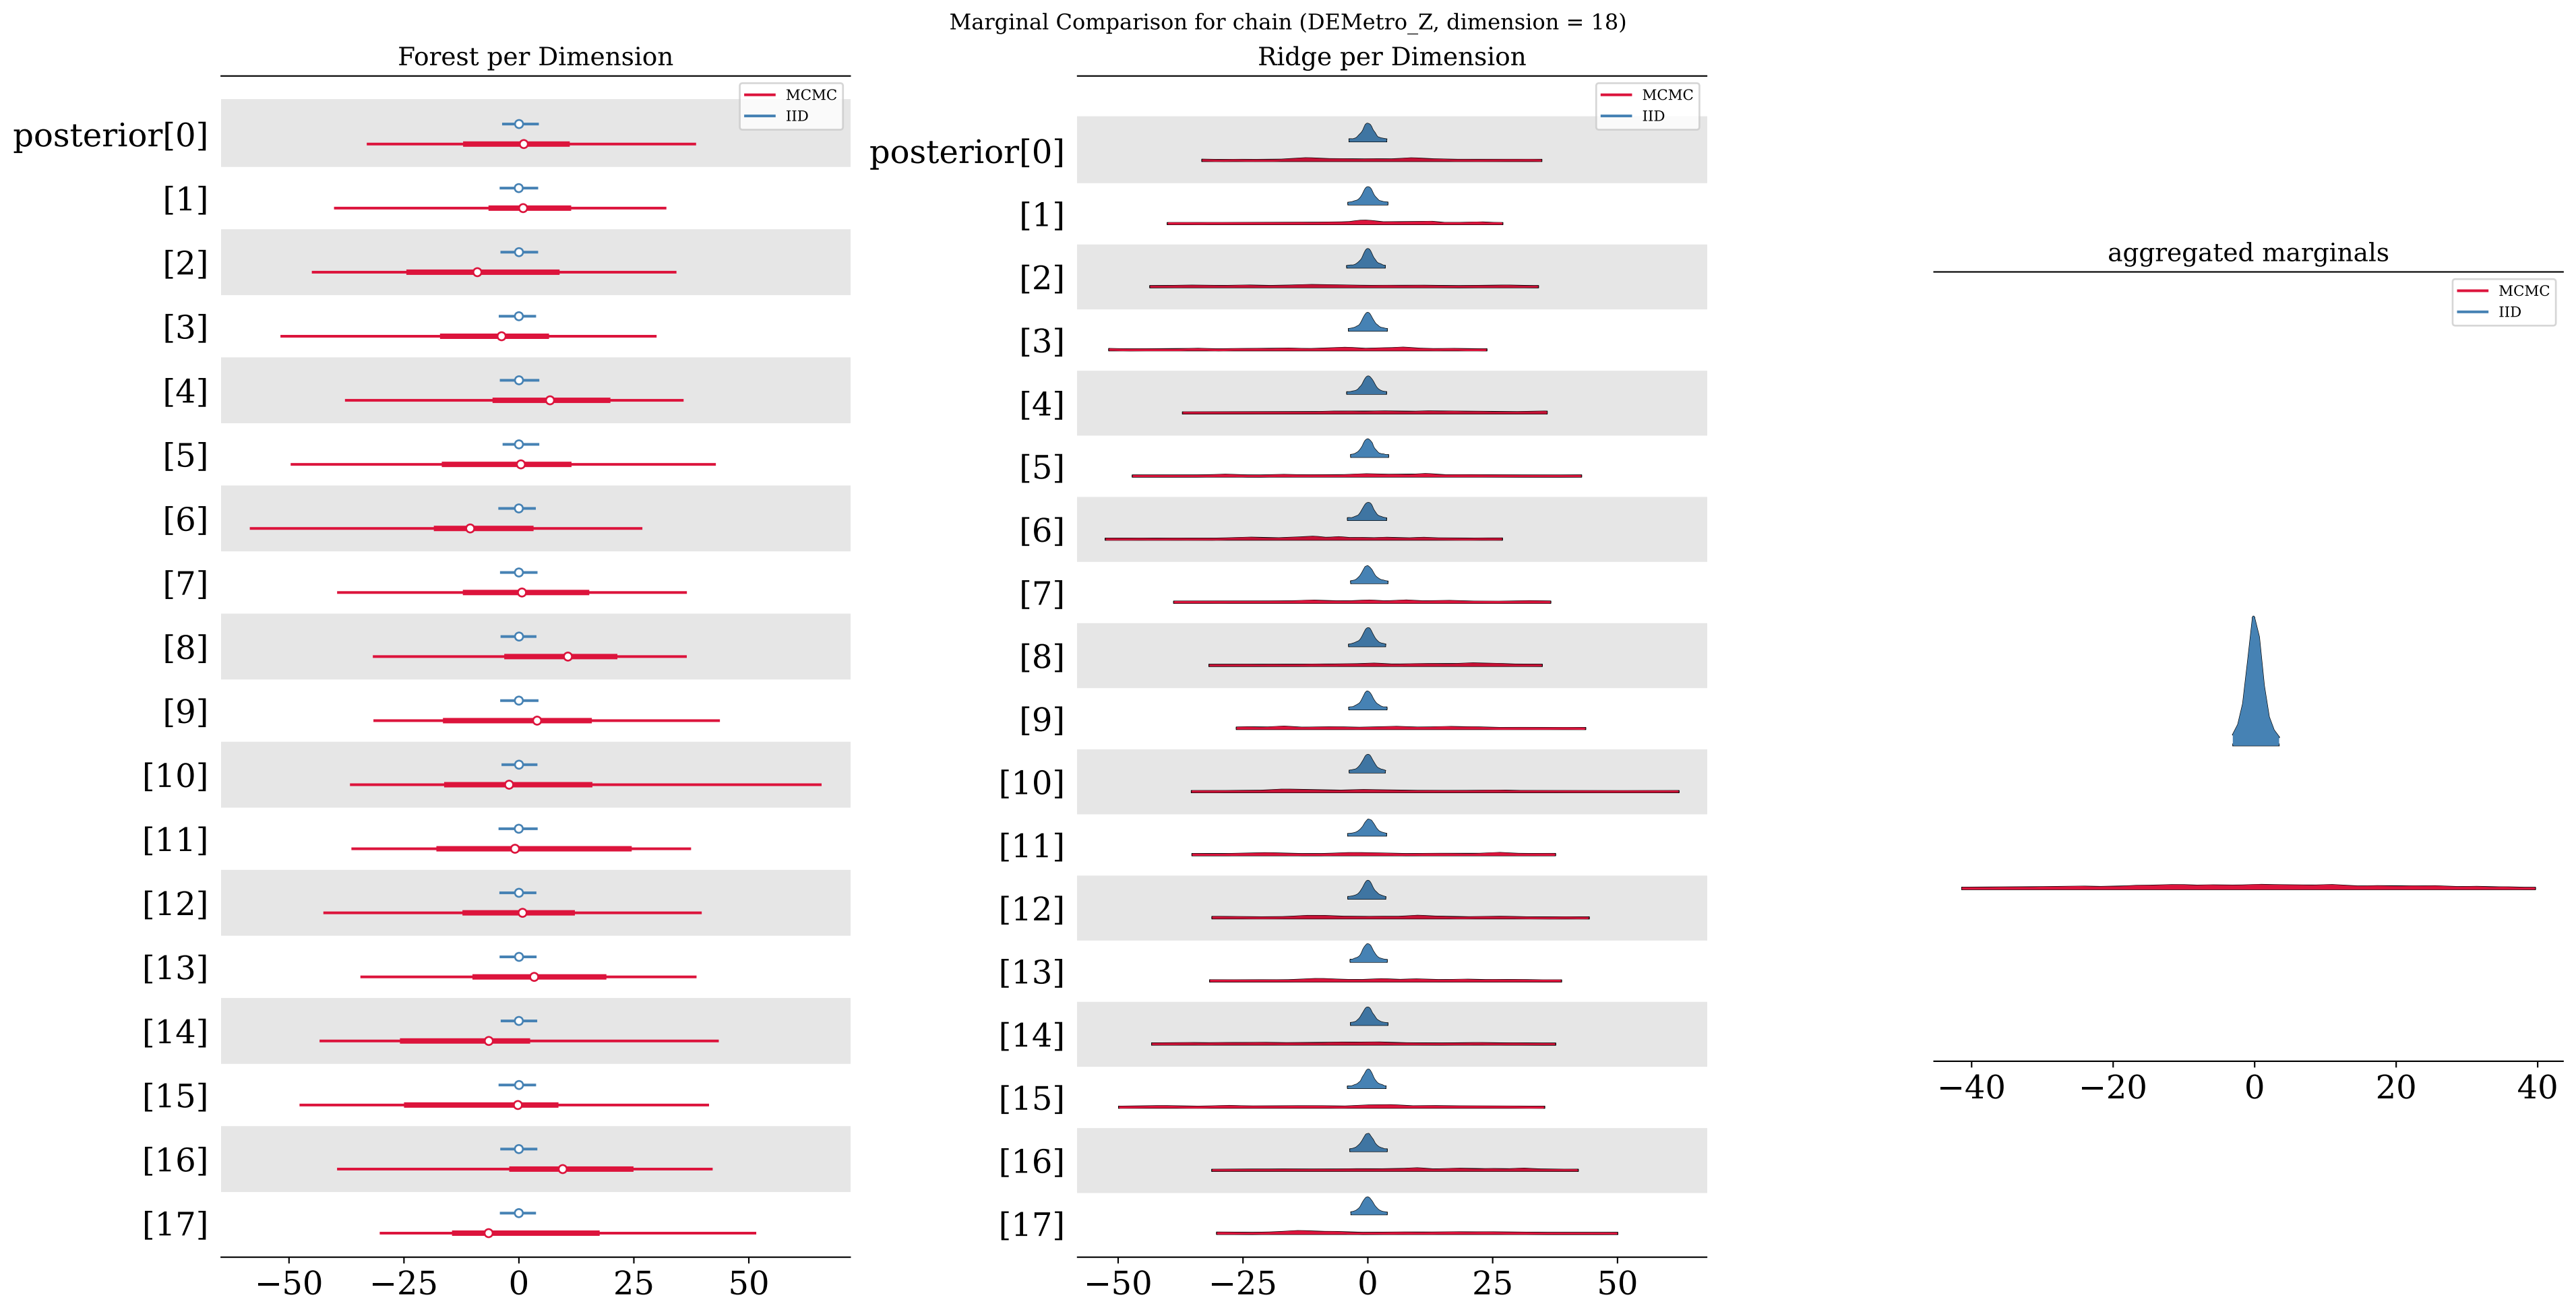 Marginal Comparison for chain (DEMetro_Z, dimension = 18)
Forest per Dimension
MCMC
IID
posterior[0]
[1]
[2]
[3]
[4]
[5]
[6]
[7]
[8]
[9]
[10]
[11]
[12]
[13]
[14]
[15]
[16]
[17]
−50 −25 0 25 50
Ridge per Dimension
MCMC
IID
posterior[0]
[1]
[2]
[3]
[4]
[5]
[6]
[7]
[8]
[9]
[10]
[11]
[12]
[13]
[14]
[15]
[16]
[17]
−50 −25 0 25 50
aggregated marginals
MCMC
IID
−40 −20 0 20 40